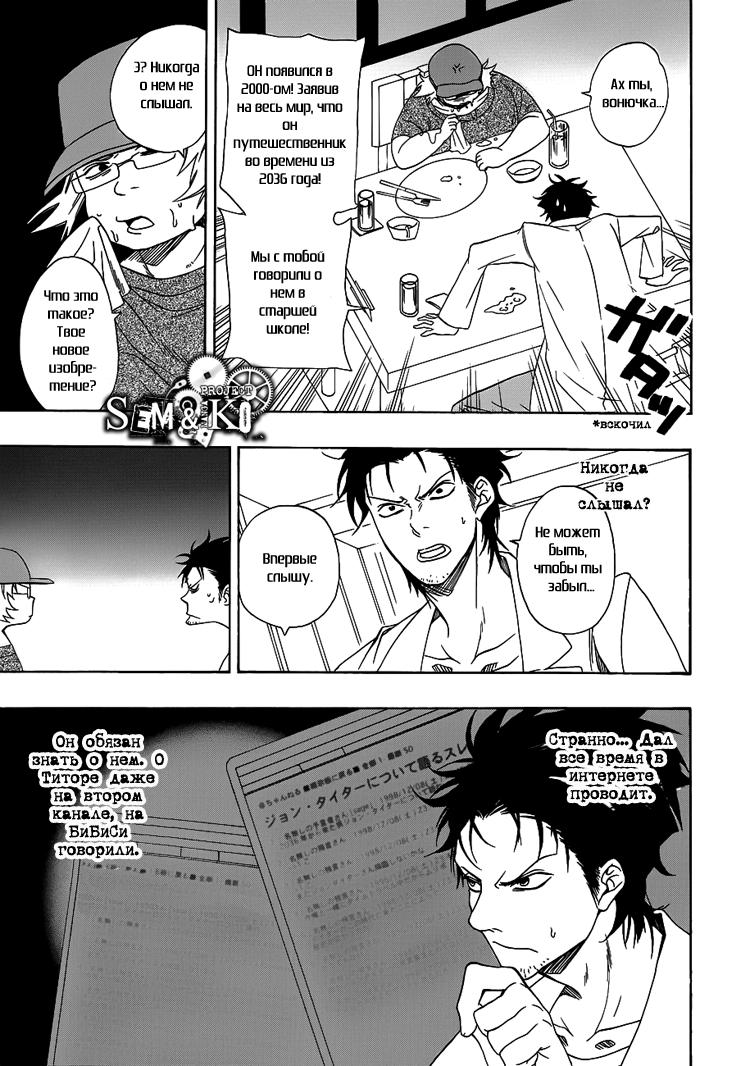 Ах ты,
вонючка...
ОН появился в
2000-ом! Заявив
на весь мир, что
он
путешественник
во времени из
2036 года!
Мы с тобой
говорили о
нем в
старшей
школе!
ガタッ
*вскочил
Э? Никогда
о нем не
слышал.
Что это
такое?
Твое
новое
изобре-
тение?
PROJECT
SEM & KO
MANGA
Никогда
не
слышал?
Не может
быть,
чтобы ты
забыл...
Впервые
слышу.
Странно... Дал
все время в
интернете
проводит.
ジョン・タイターについて語るスレ
Он обязан
знать о нем. О
Титоре даже
на втором
канале, на
БиБиСи
говорили.